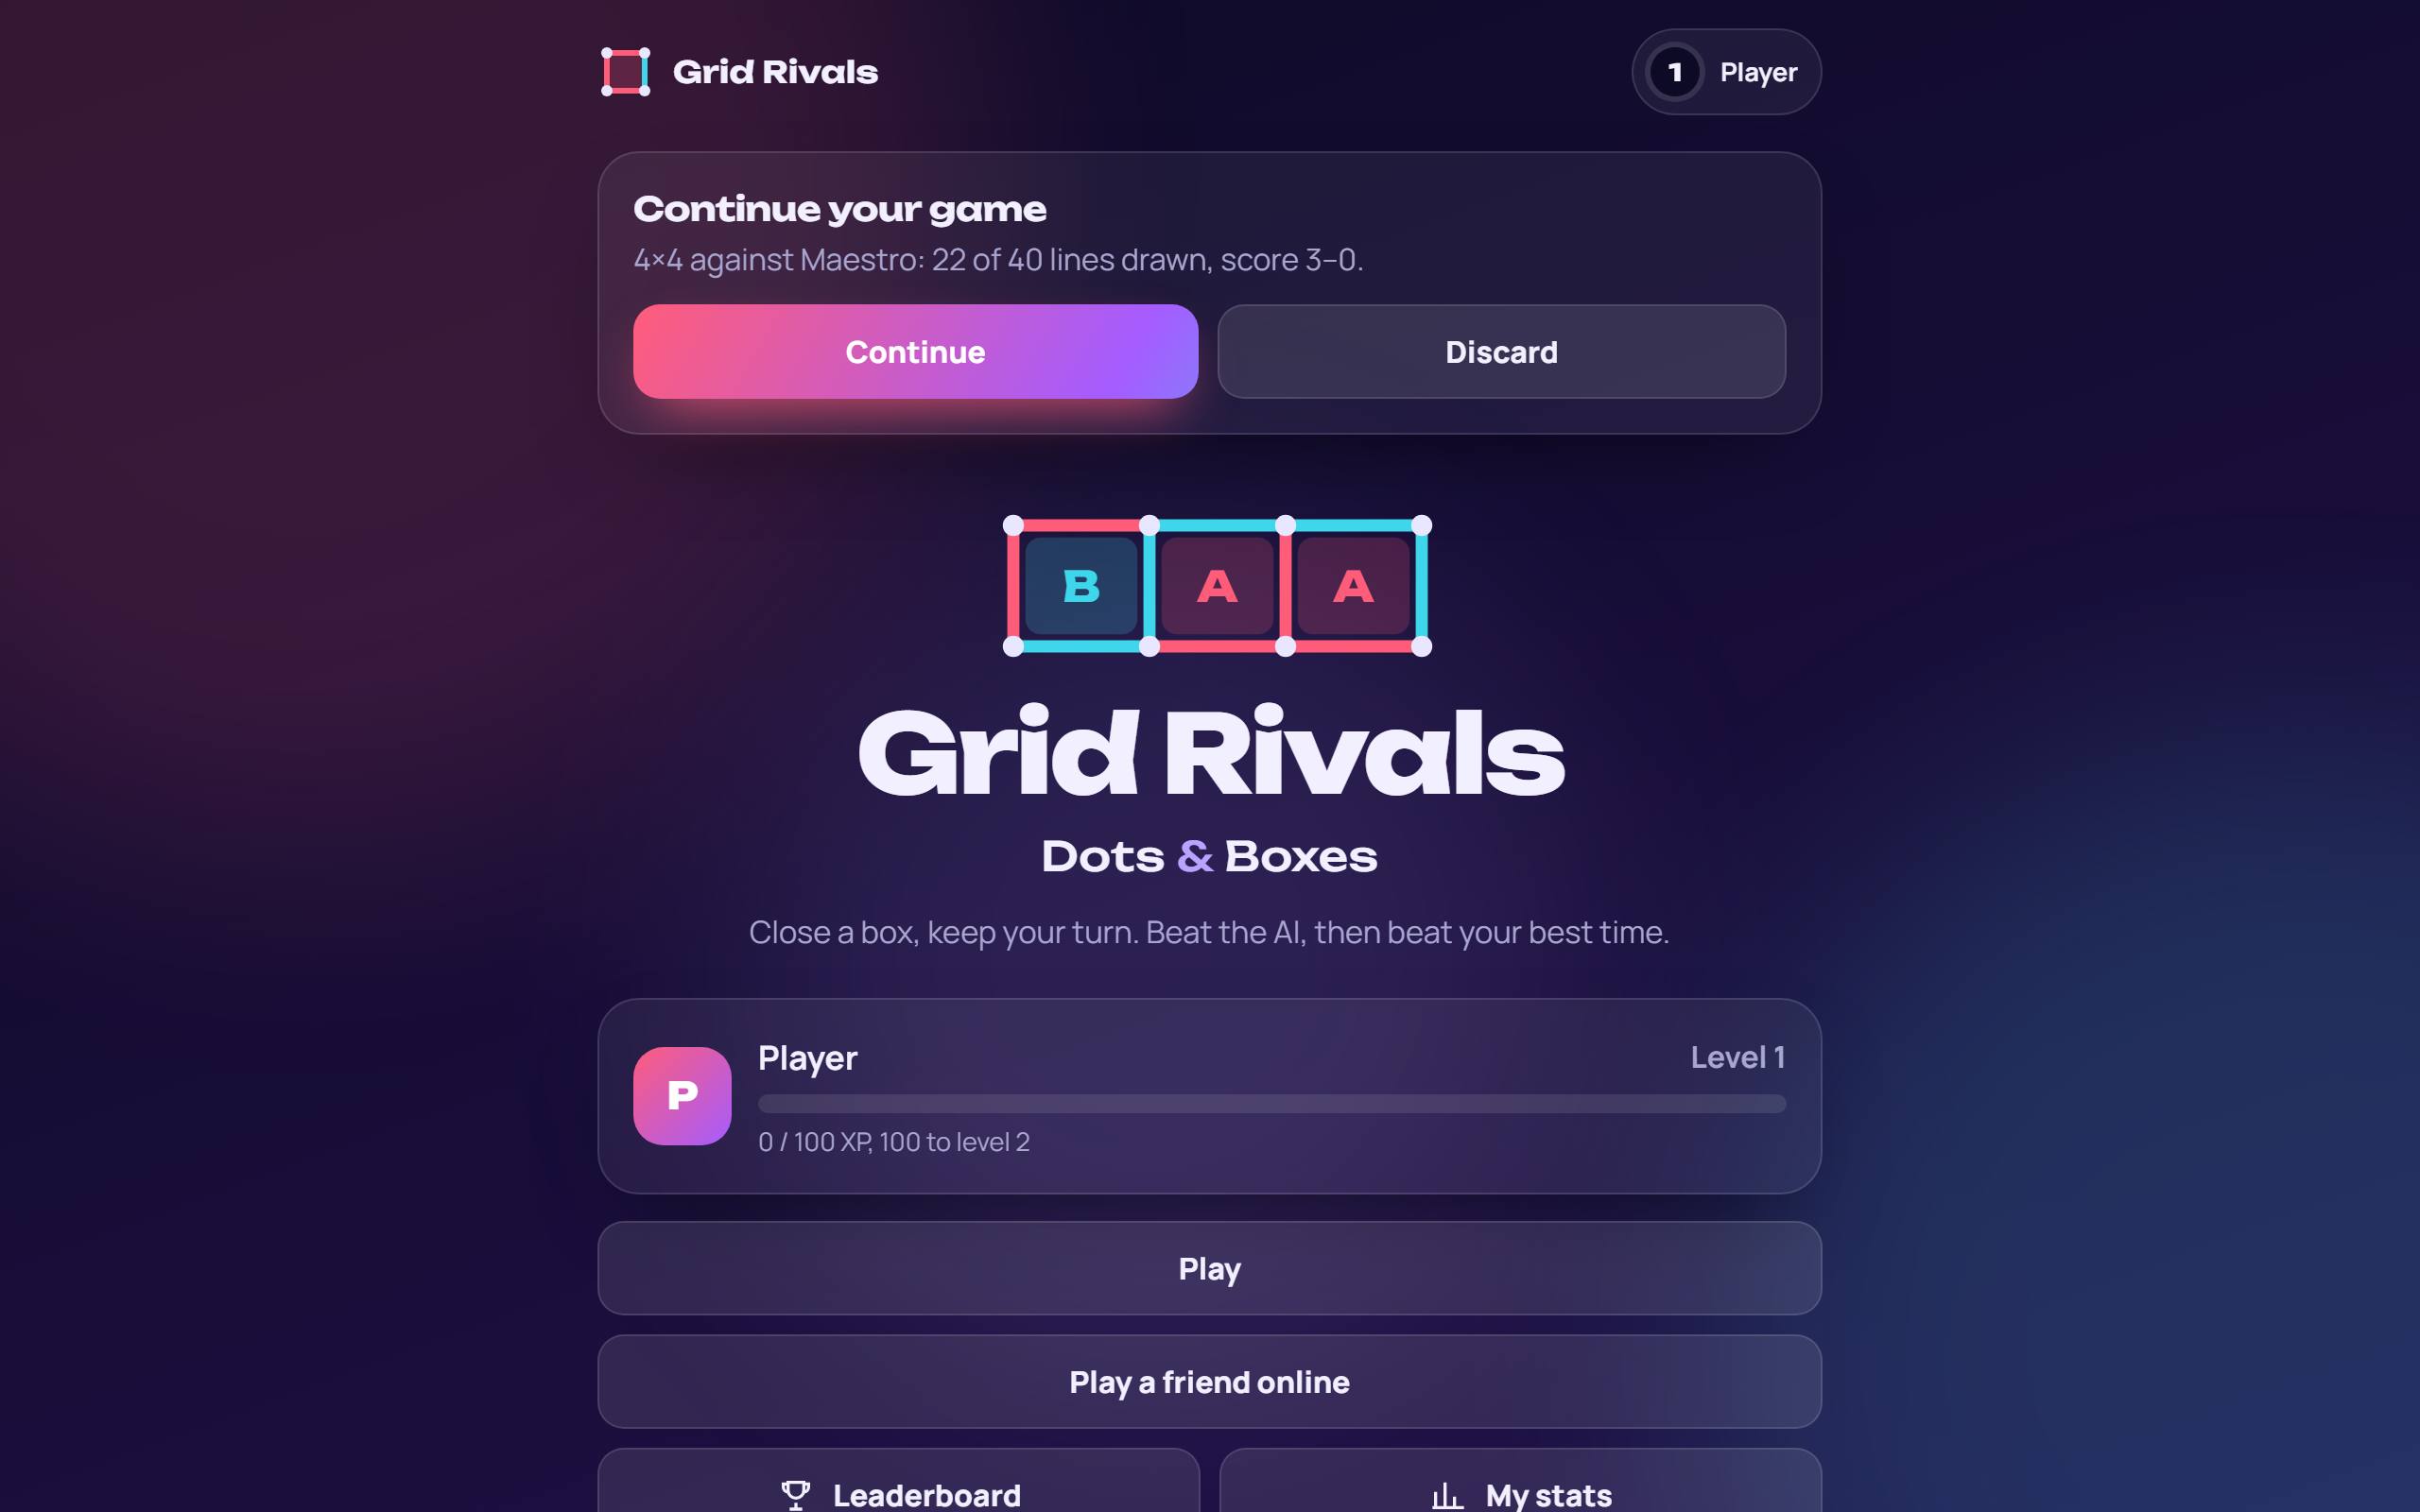 Grid Rivals
1 Player
Continue your game
4×4 against Maestro: 22 of 40 lines drawn, score 3–0.
Continue Discard
B A A
Grid Rivals
Dots & Boxes
Close a box, keep your turn. Beat the AI, then beat your best time.
P
Player Level 1
0 / 100 XP, 100 to level 2
Play
Play a friend online
Leaderboard My stats